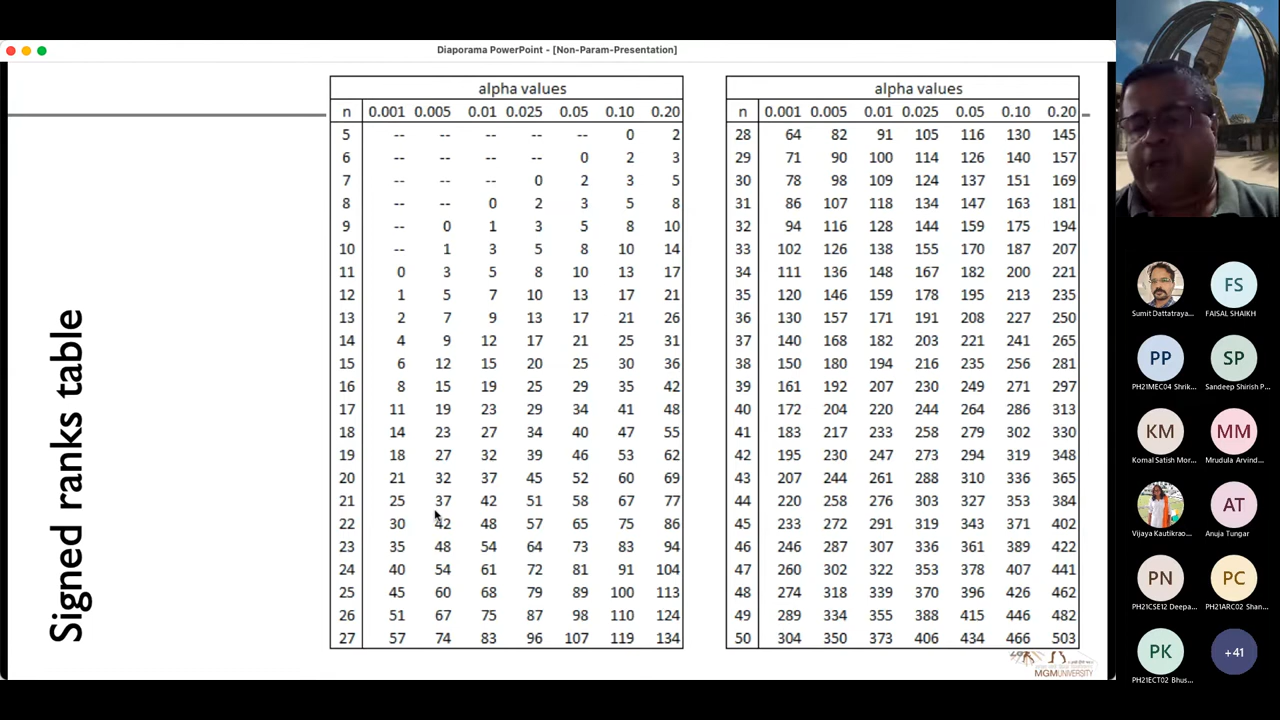 Diaporama PowerPoint - [Non-Param-Presentation]
Signed ranks table
alpha values
n 0.001 0.005 0.01 0.025 0.05 0.10 0.20
5 -- -- -- -- -- 0 2
6 -- -- -- -- 0 2 3
7 -- -- -- 0 2 3 5
8 -- -- 0 2 3 5 8
9 -- 0 1 3 5 8 10
10 -- 1 3 5 8 10 14
11 0 3 5 8 10 13 17
12 1 5 7 10 13 17 21
13 2 7 9 13 17 21 26
14 4 9 12 17 21 25 31
15 6 12 15 20 25 30 36
16 8 15 19 25 29 35 42
17 11 19 23 29 34 41 48
18 14 23 27 34 40 47 55
19 18 27 32 39 46 53 62
20 21 32 37 45 52 60 69
21 25 37 42 51 58 67 77
22 30 42 48 57 65 75 86
23 35 48 54 64 73 83 94
24 40 54 61 72 81 91 104
25 45 60 68 79 89 100 113
26 51 67 75 87 98 110 124
27 57 74 83 96 107 119 134
alpha values
n 0.001 0.005 0.01 0.025 0.05 0.10 0.20
28 64 82 91 105 116 130 145
29 71 90 100 114 126 140 157
30 78 98 109 124 137 151 169
31 86 107 118 134 147 163 181
32 94 116 128 144 159 175 194
33 102 126 138 155 170 187 207
34 111 136 148 167 182 200 221
35 120 146 159 178 195 213 235
36 130 157 171 191 208 227 250
37 140 168 182 203 221 241 265
38 150 180 194 216 235 256 281
39 161 192 207 230 249 271 297
40 172 204 220 244 264 286 313
41 183 217 233 258 279 302 330
42 195 230 247 273 294 319 348
43 207 244 261 288 310 336 365
44 220 258 276 303 327 353 384
45 233 272 291 319 343 371 402
46 246 287 307 336 361 389 422
47 260 302 322 353 378 407 441
48 274 318 339 370 396 426 462
49 289 334 355 388 415 446 482
50 304 350 373 406 434 466 503
MGMUNIVERSITY
FS
Sumit Dattatraya... FAISAL SHAIKH
PP SP
PH21MEC04 Shrik... Sandeep Shirish P...
KM MM
Komal Satish Mor... Mrudula Arvind...
AT
Vijaya Kautikrao... Anuja Tungar
PN PC
PH21CSE12 Deepa... PH21ARC02 Shan...
PK +41
PH21ECT02 Bhus...